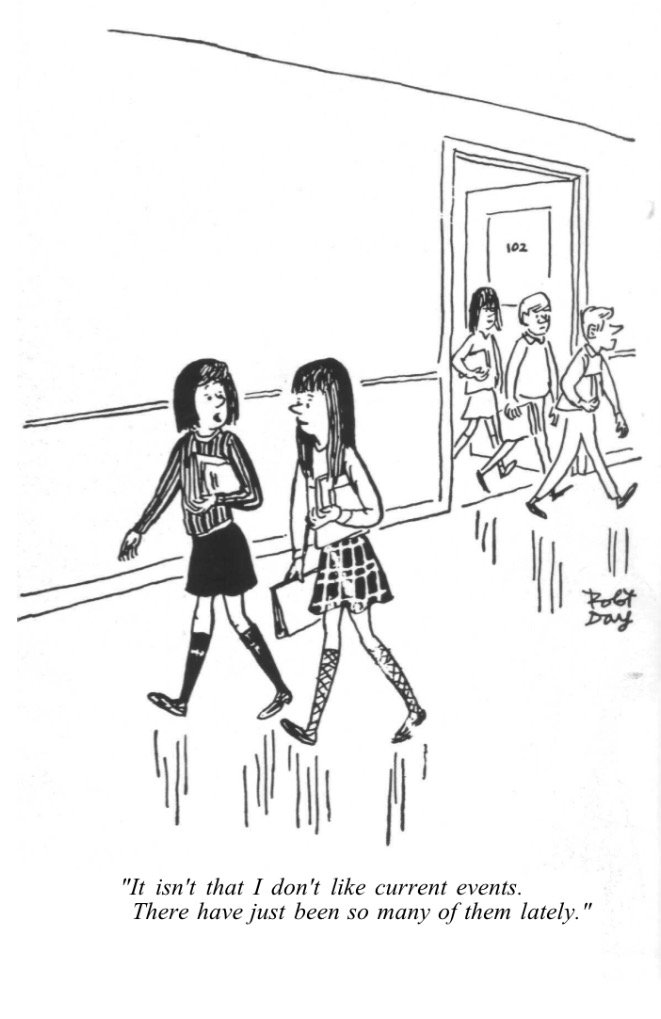 102
Robt
Day
"It isn't that I don't like current events.
There have just been so many of them lately."